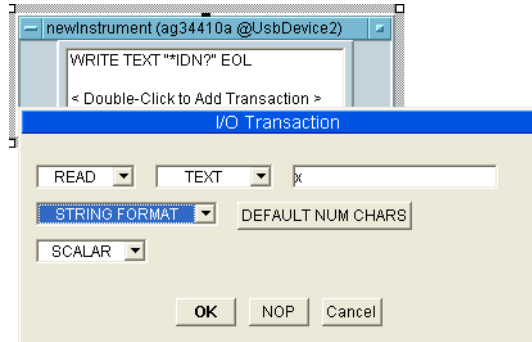 newInstrument (ag34410a @UsbDevice2)
WRITE TEXT "*IDN?" EOL
< Double-Click to Add Transaction >
I/O Transaction
READ TEXT x
STRING FORMAT DEFAULT NUM CHARS
SCALAR
OK NOP Cancel